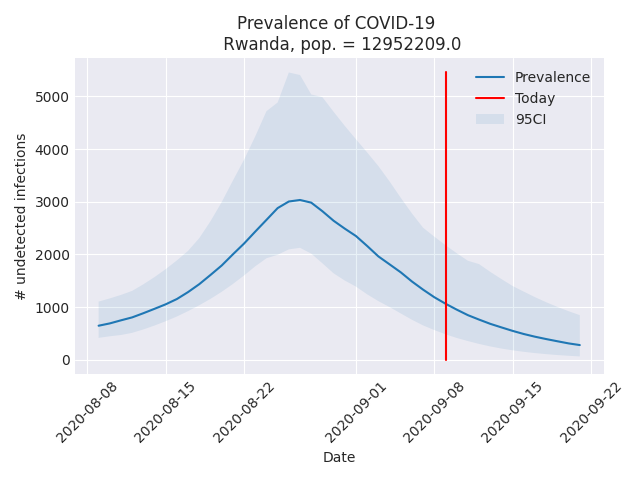 Prevalence of COVID-19
Rwanda, pop. = 12952209.0
Prevalence
Today
95CI
# undetected infections
5000
4000
3000
2000
1000
0
2020-08-08
2020-08-15
2020-08-22
2020-09-01
2020-09-08
2020-09-15
2020-09-22
Date